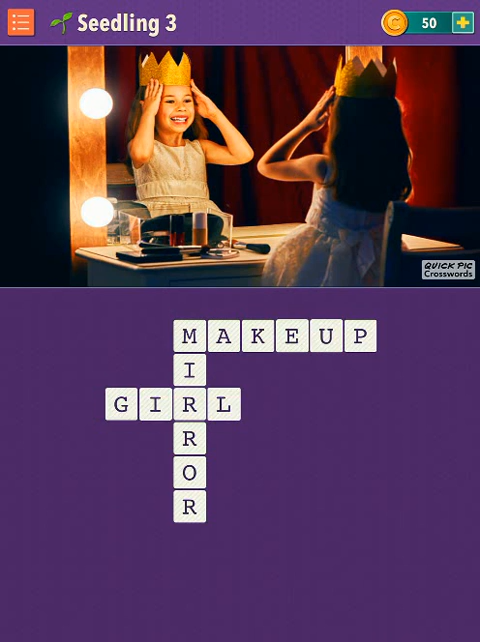 Seedling 3
C 50 +
QUICK PIC
Crosswords
MAKEUP
I
GIRL
R
O
R